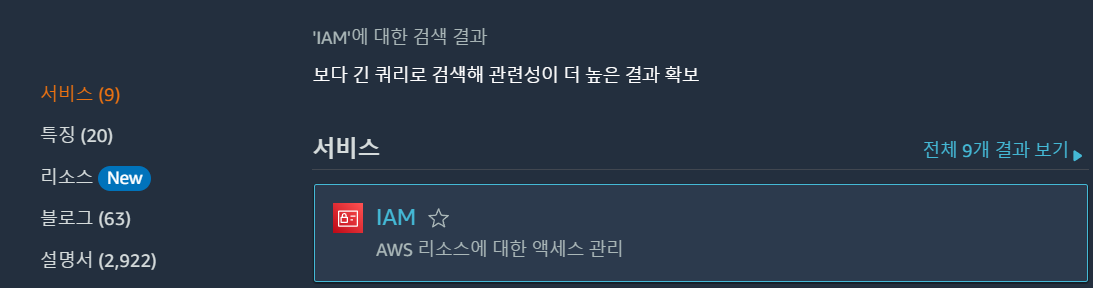 'IAM'에 대한 검색 결과
보다 긴 쿼리로 검색해 관련성이 더 높은 결과 확보
서비스 (9)
특징 (20)
리소스 New
블로그 (63)
설명서 (2,922)
서비스
전체 9개 결과 보기
IAM
AWS 리소스에 대한 액세스 관리